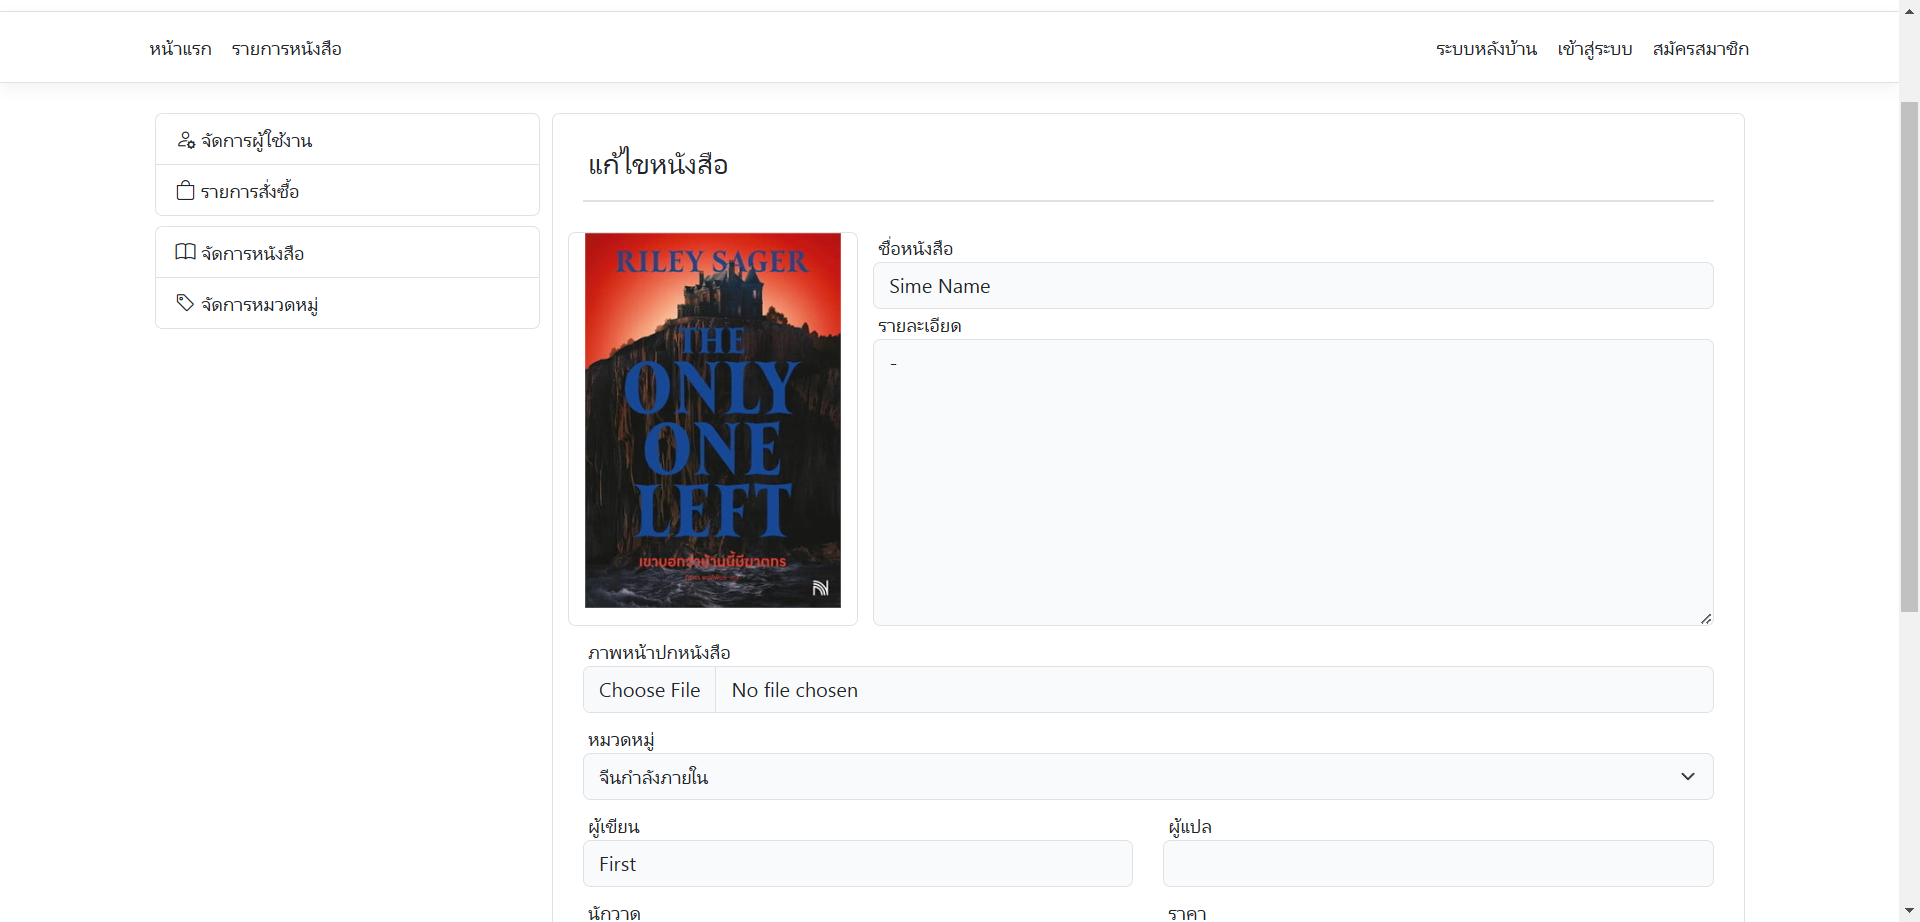 หน้าแรก รายการหนังสือ ระบบหลังบ้าน เข้าสู่ระบบ สมัครสมาชิก
จัดการผู้ใช้งาน
รายการสั่งซื้อ
จัดการหนังสือ
จัดการหมวดหมู่
แก้ไขหนังสือ
RILEY SAGER
THE
ONLY
ONE
LEFT
เขาบอกว่าบ้านนี้มีฆาตกร
ชื่อหนังสือ
Sime Name
รายละเอียด
-
ภาพหน้าปกหนังสือ
Choose File No file chosen
หมวดหมู่
จีนกำลังภายใน
ผู้เขียน ผู้แปล
First
นักวาด ราคา